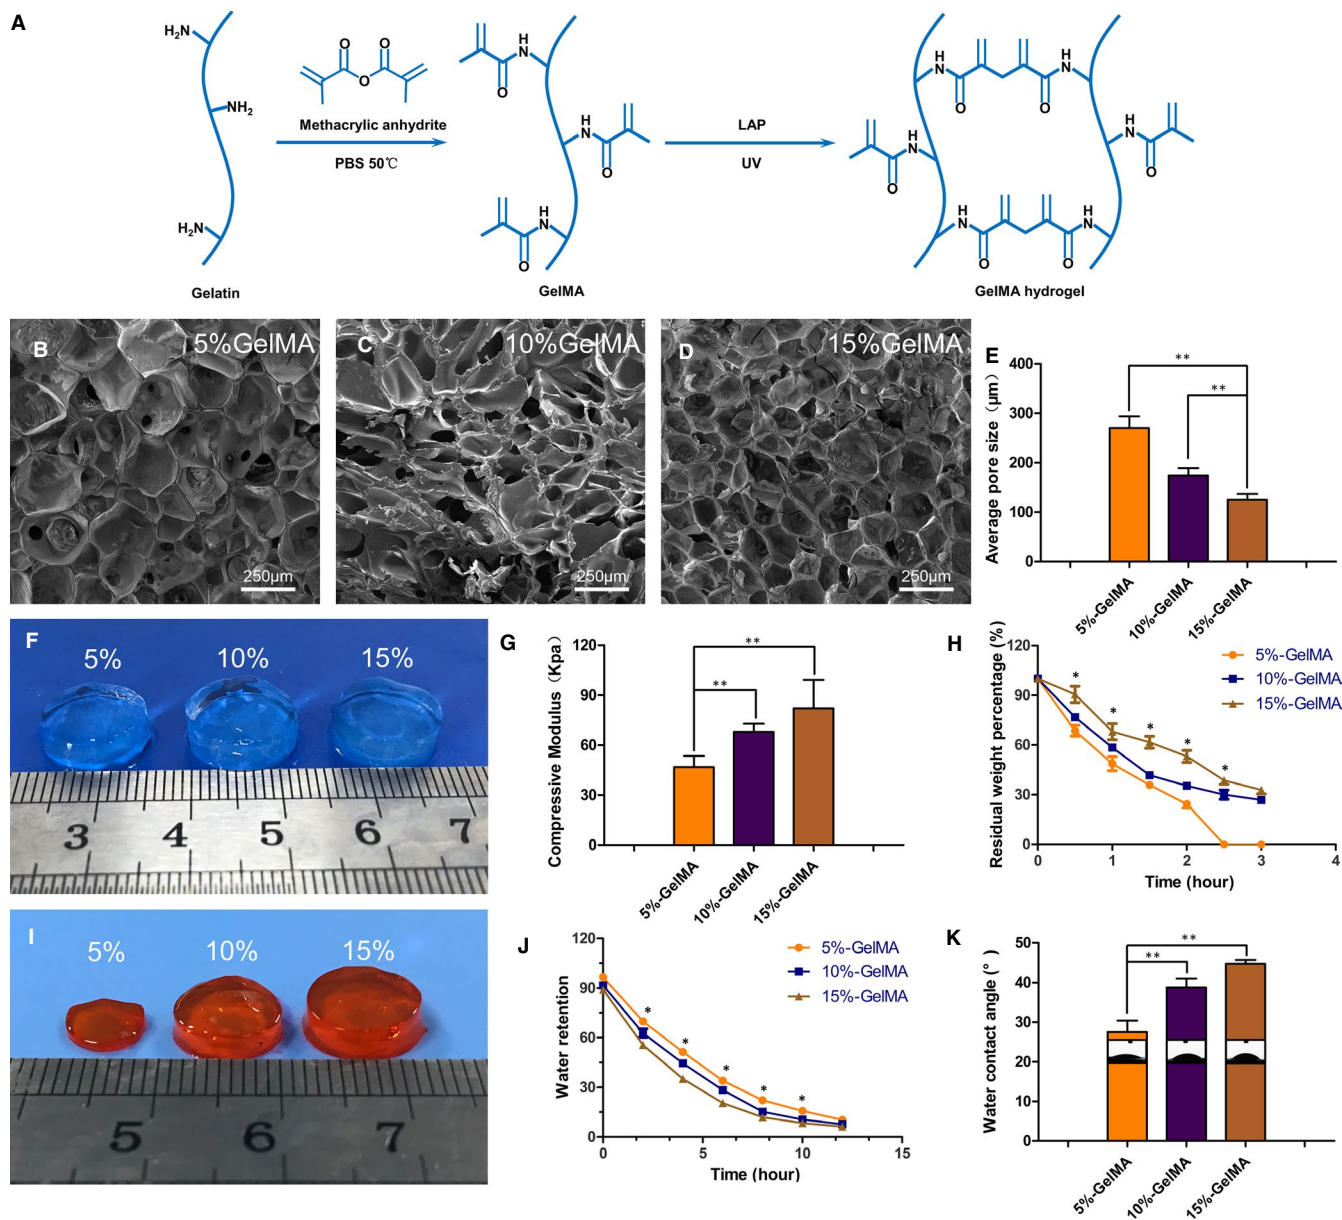 A
H₂N
NH₂
H₂N
Gelatin
O
O
O
Methacrylic anhydrite
PBS 50℃
H
N
O
H
N
O
H
N
O
GelMA
LAP
UV
H
N
O
O
H
N
H
N
O
H
N
O
H
N
O
O
H
N
GelMA hydrogel
B
5%GelMA
250μm
C
10%GelMA
250μm
D
15%GelMA
250μm
E
Average pore size (μm)
400
300
200
100
0
**
**
5%-GelMA
10%-GelMA
15%-GelMA
F
5%
10%
15%
3
4
5
6
7
G
Compressive Modulus (Kpa)
120
90
60
30
0
**
**
5%-GelMA
10%-GelMA
15%-GelMA
H
Residual weight percentage (%)
120
90
60
30
0
*
*
*
*
*
5%-GelMA
10%-GelMA
15%-GelMA
0
1
2
3
4
Time (hour)
I
5%
10%
15%
5
6
7
J
Water retention
120
90
60
30
0
*
*
*
*
*
5%-GelMA
10%-GelMA
15%-GelMA
0
5
10
15
Time (hour)
K
Water contact angle (°)
50
40
30
20
10
0
**
**
5%-GelMA
10%-GelMA
15%-GelMA